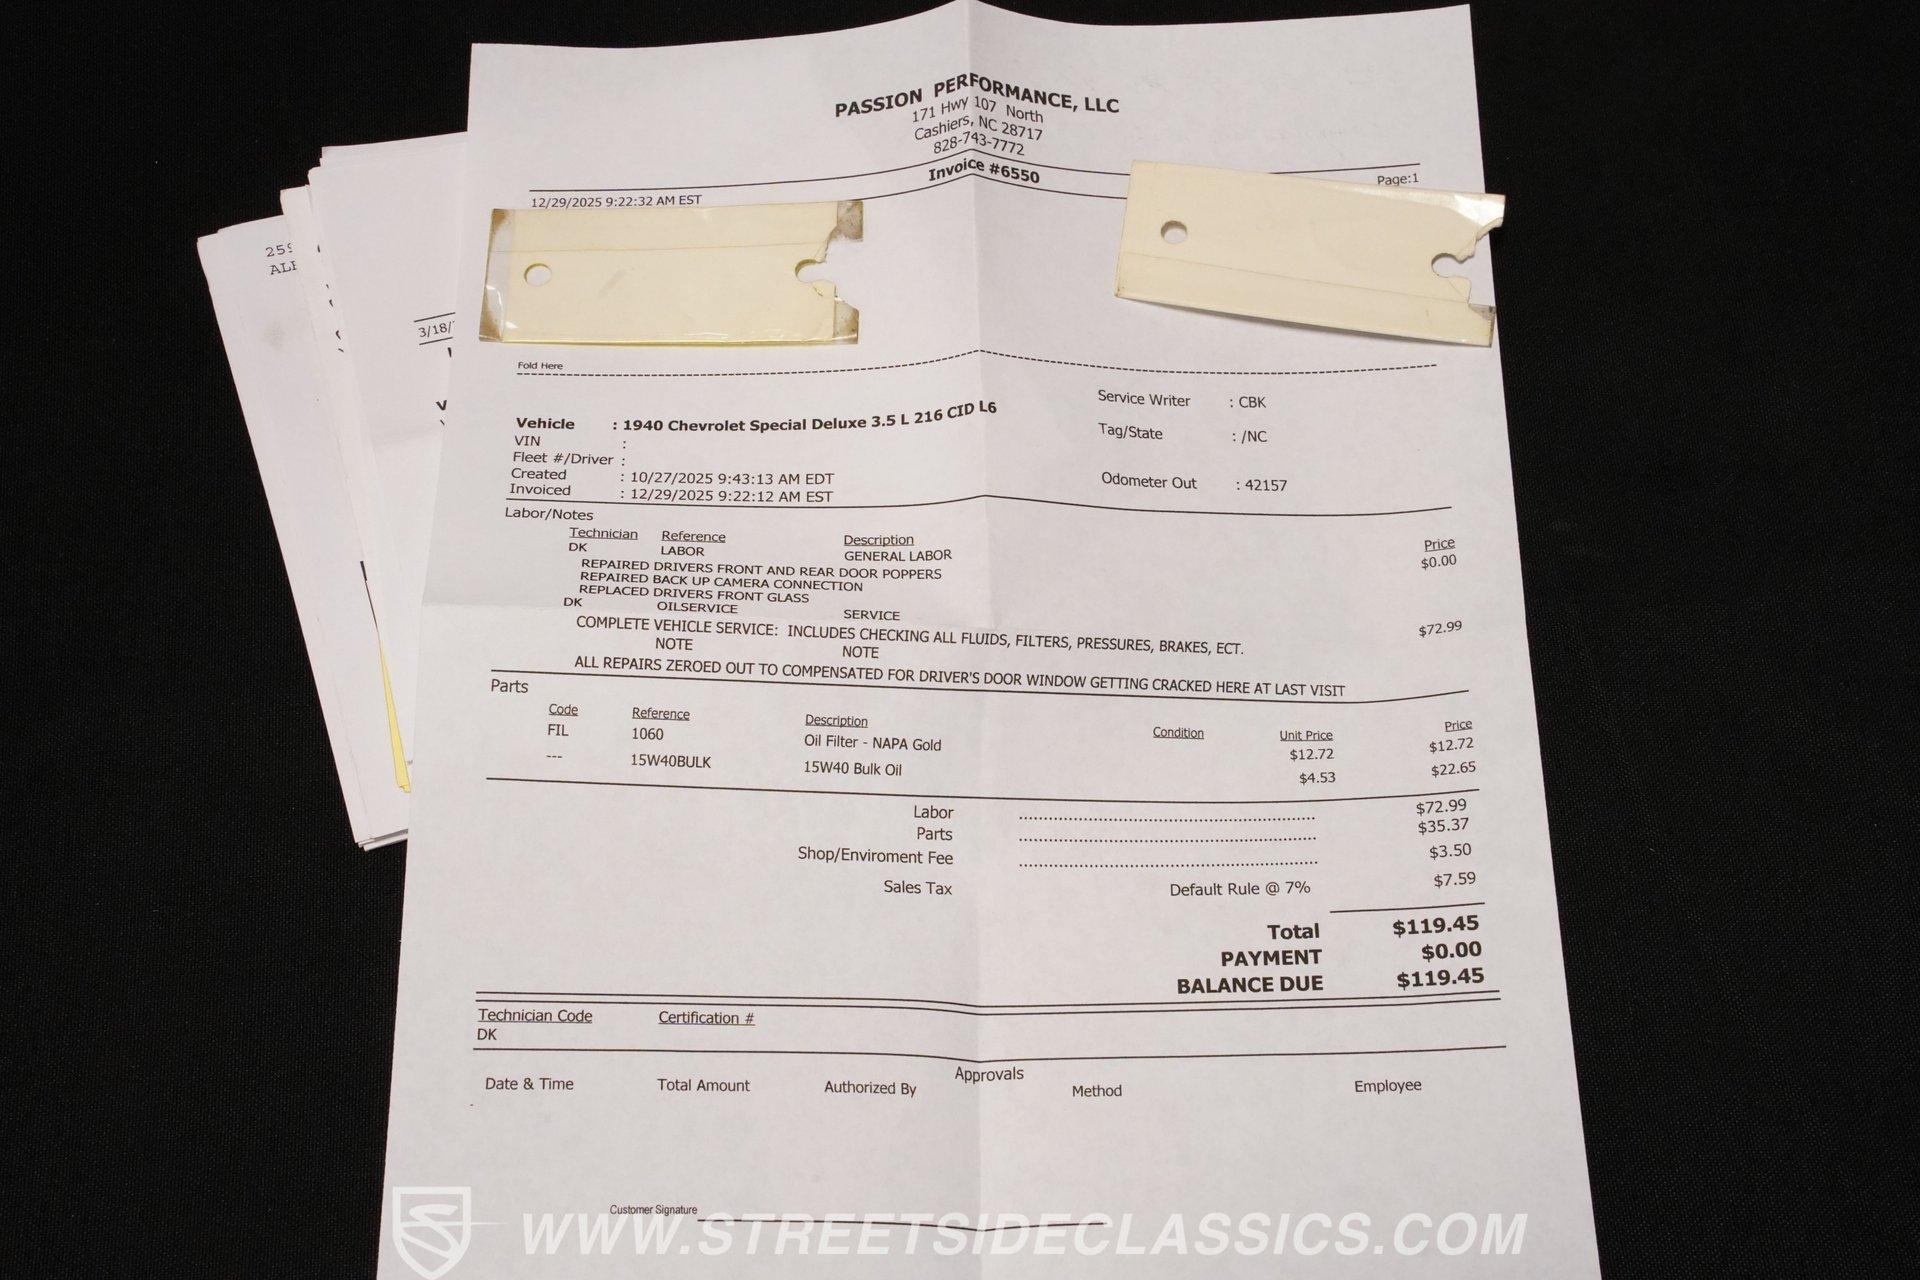 PASSION PERFORMANCE, LLC
171 Hwy 107 North
Cashiers, NC 28717
828-743-7772
Invoice #6550
12/29/2025 9:22:32 AM EST
Page:1
Fold Here
Vehicle : 1940 Chevrolet Special Deluxe 3.5 L 216 CID L6
VIN :
Fleet #/Driver :
Created : 10/27/2025 9:43:13 AM EDT
Invoiced : 12/29/2025 9:22:12 AM EST
Service Writer : CBK
Tag/State : /NC
Odometer Out : 42157
Labor/Notes
Technician Reference Description Price
DK LABOR GENERAL LABOR $0.00
REPAIRED DRIVERS FRONT AND REAR DOOR POPPERS
REPAIRED BACK UP CAMERA CONNECTION
REPLACED DRIVERS FRONT GLASS
DK OILSERVICE SERVICE $72.99
COMPLETE VEHICLE SERVICE: INCLUDES CHECKING ALL FLUIDS, FILTERS, PRESSURES, BRAKES, ECT.
NOTE NOTE
ALL REPAIRS ZEROED OUT TO COMPENSATED FOR DRIVER'S DOOR WINDOW GETTING CRACKED HERE AT LAST VISIT
Parts
Code Reference Description Condition Unit Price Price
FIL 1060 Oil Filter - NAPA Gold $12.72 $12.72
--- 15W40BULK 15W40 Bulk Oil $4.53 $22.65
Labor $72.99
Parts $35.37
Shop/Enviroment Fee $3.50
Sales Tax Default Rule @ 7% $7.59
Total $119.45
PAYMENT $0.00
BALANCE DUE $119.45
Technician Code Certification #
DK
Approvals
Date & Time Total Amount Authorized By Method Employee
Customer Signature
WWW.STREETSIDECLASSICS.COM
259
3/18/